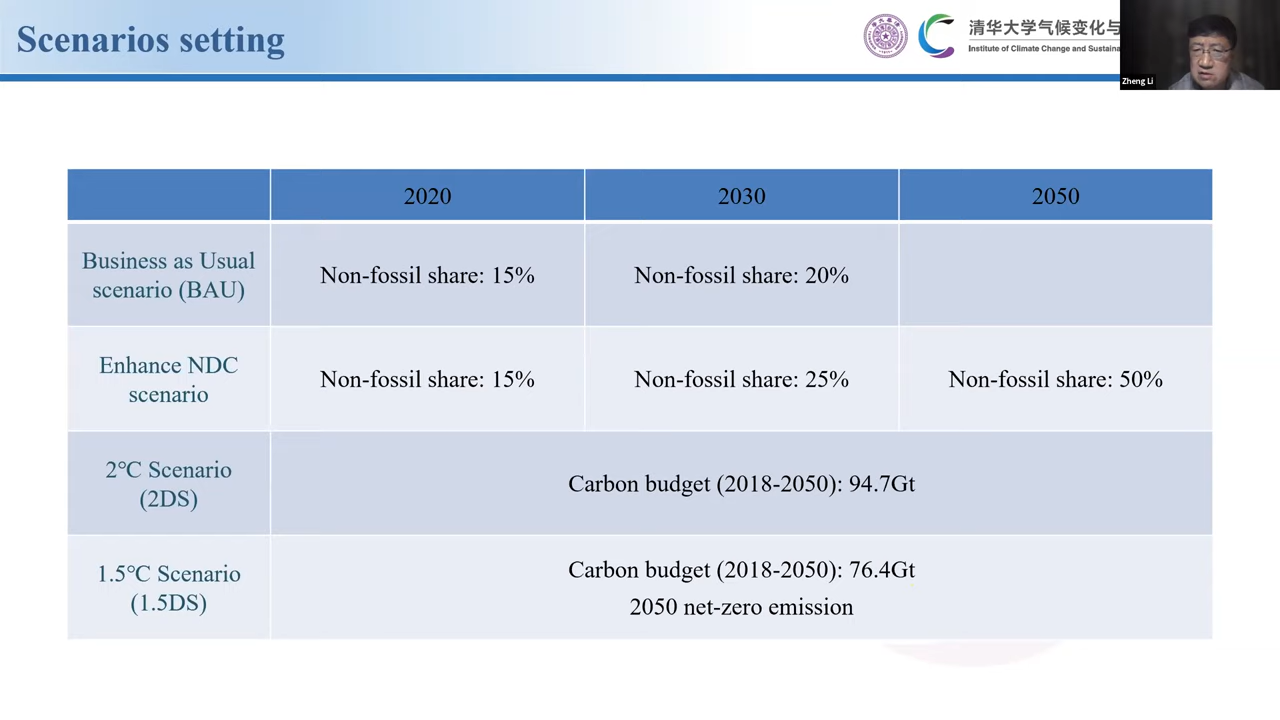 Scenarios setting
清华大学气候变化与
Institute of Climate Change and Sustaina
Zheng Li
2020
2030
2050
Business as Usual
scenario (BAU)
Non-fossil share: 15%
Non-fossil share: 20%
Enhance NDC
scenario
Non-fossil share: 15%
Non-fossil share: 25%
Non-fossil share: 50%
2℃ Scenario
(2DS)
Carbon budget (2018-2050): 94.7Gt
1.5℃ Scenario
(1.5DS)
Carbon budget (2018-2050): 76.4Gt
2050 net-zero emission